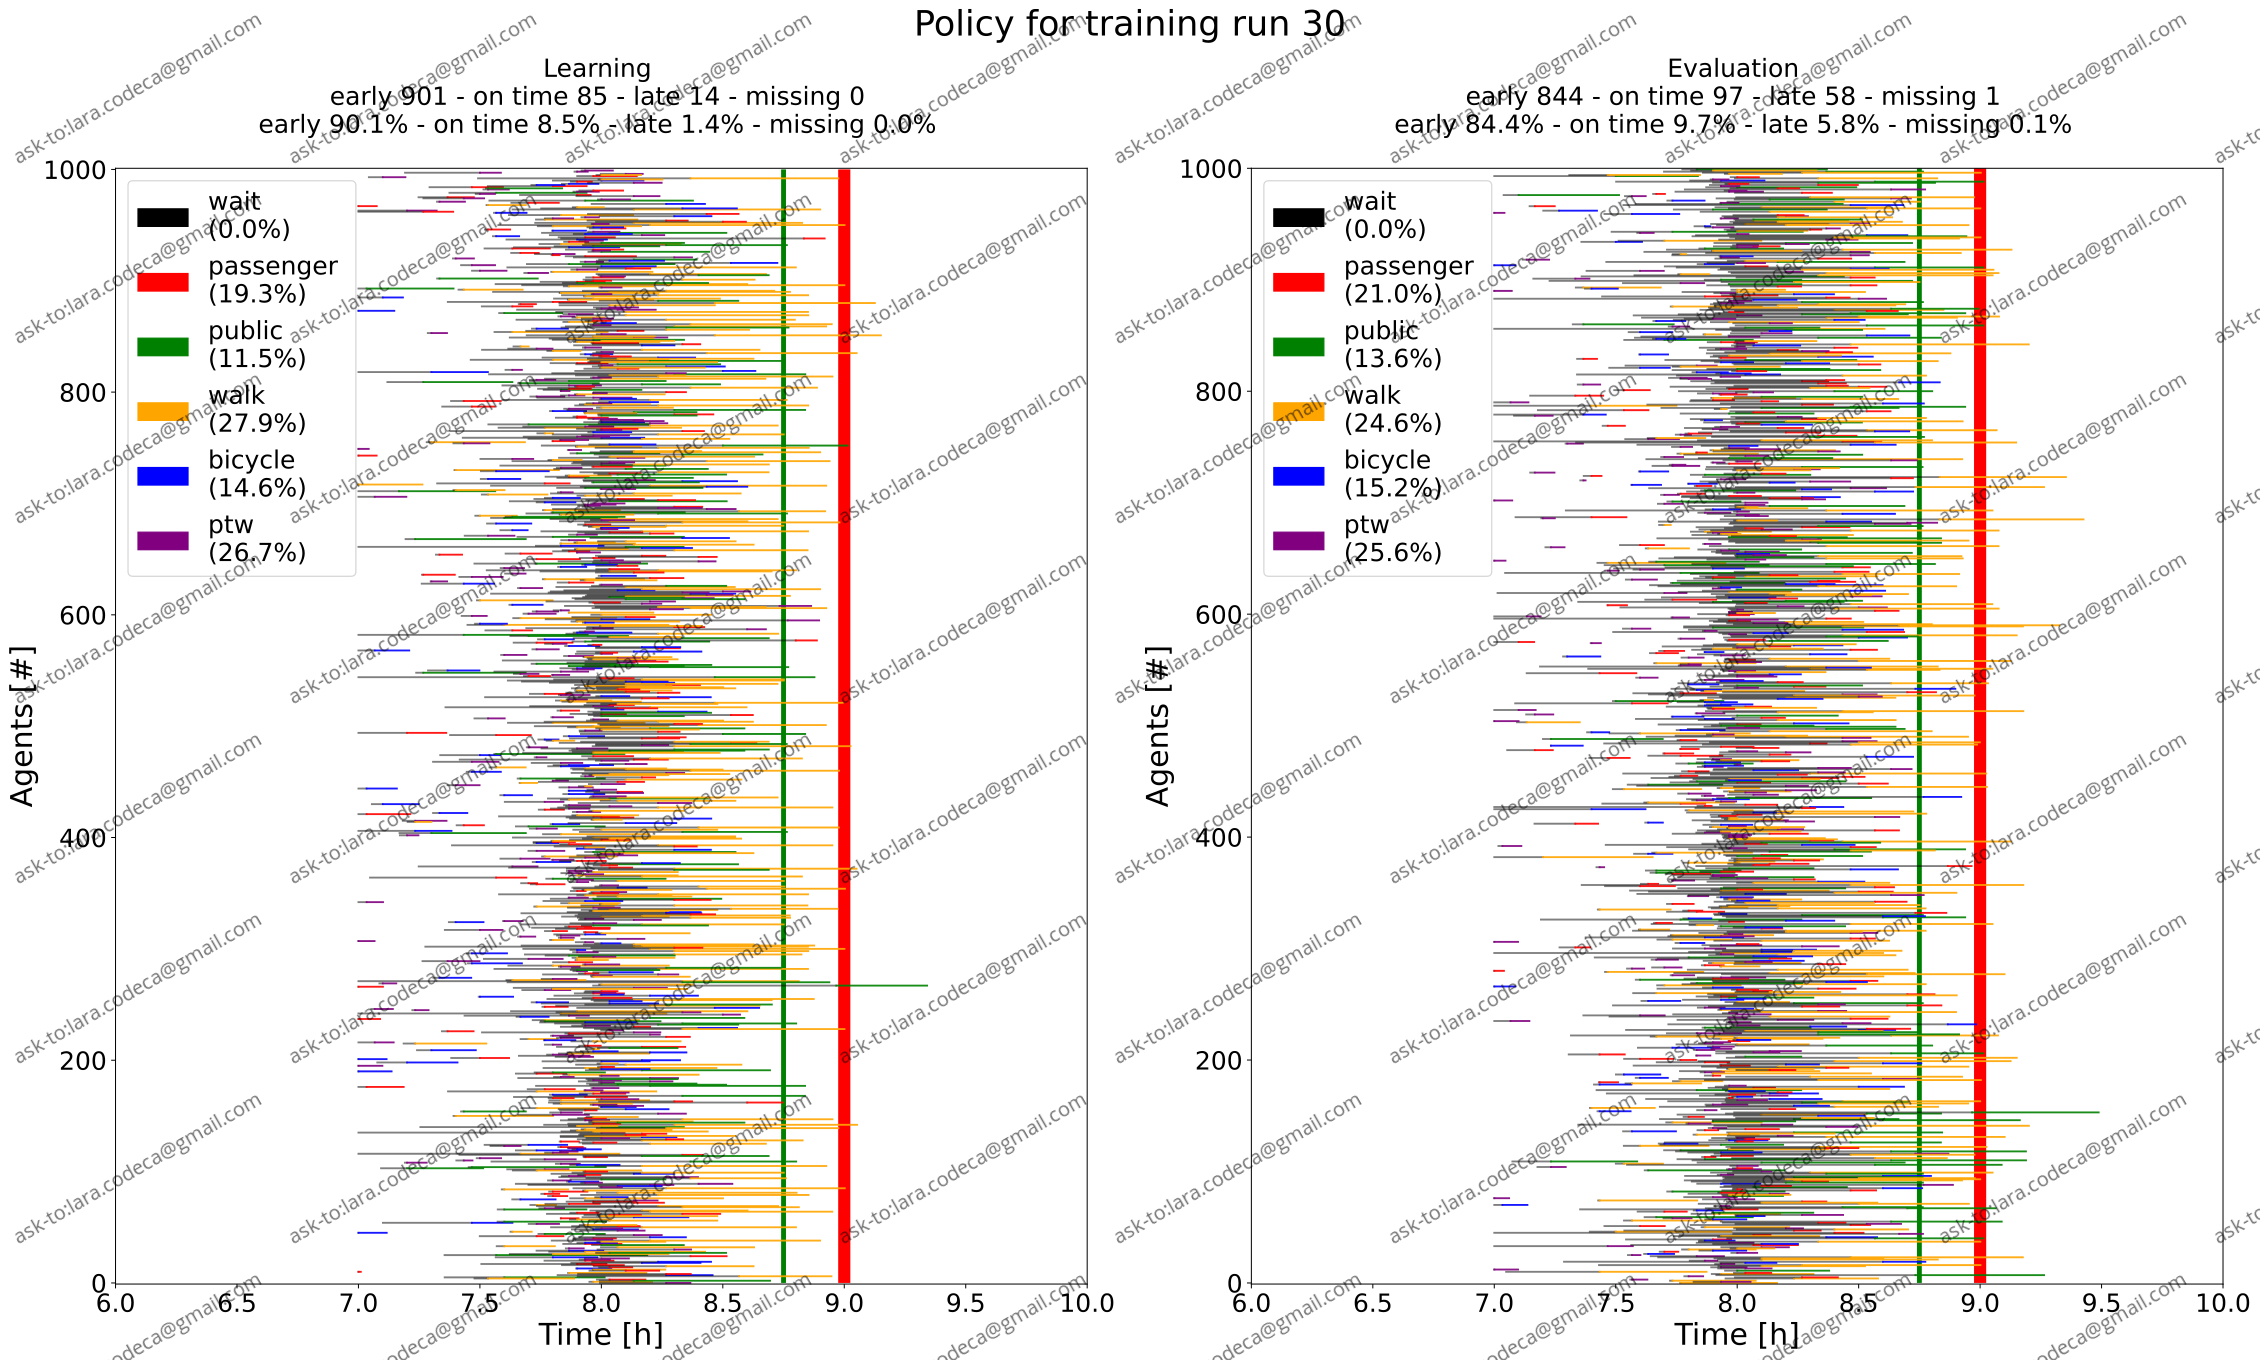 Policy for training run 30
Learning
early 901 - on time 85 - late 14 - missing 0
early 90.1% - on time 8.5% - late 1.4% - missing 0.0%
1000
800
600
400
200
0
Agents [#]
wait
(0.0%)
passenger
(19.3%)
public
(11.5%)
walk
(27.9%)
bicycle
(14.6%)
ptw
(26.7%)
6.0 6.5 7.0 7.5 8.0 8.5 9.0 9.5 10.0
Time [h]
Evaluation
early 844 - on time 97 - late 58 - missing 1
early 84.4% - on time 9.7% - late 5.8% - missing 0.1%
1000
800
600
400
200
0
Agents [#]
wait
(0.0%)
passenger
(21.0%)
public
(13.6%)
walk
(24.6%)
bicycle
(15.2%)
ptw
(25.6%)
6.0 6.5 7.0 7.5 8.0 8.5 9.0 9.5 10.0
Time [h]
ask-to:lara.codeca@gmail.com